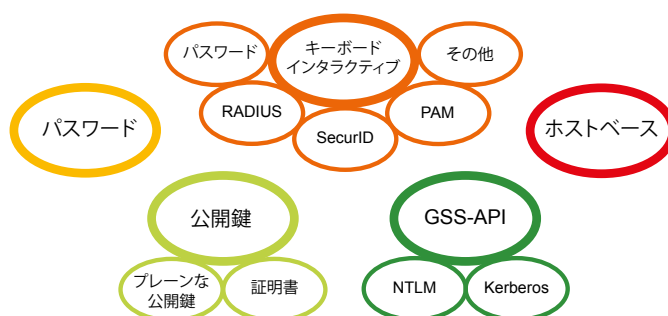 パスワード
キーボード
インタラクティブ
その他
RADIUS
SecurID
PAM
パスワード
ホストベース
公開鍵
GSS-API
プレーンな
公開鍵
証明書
NTLM
Kerberos